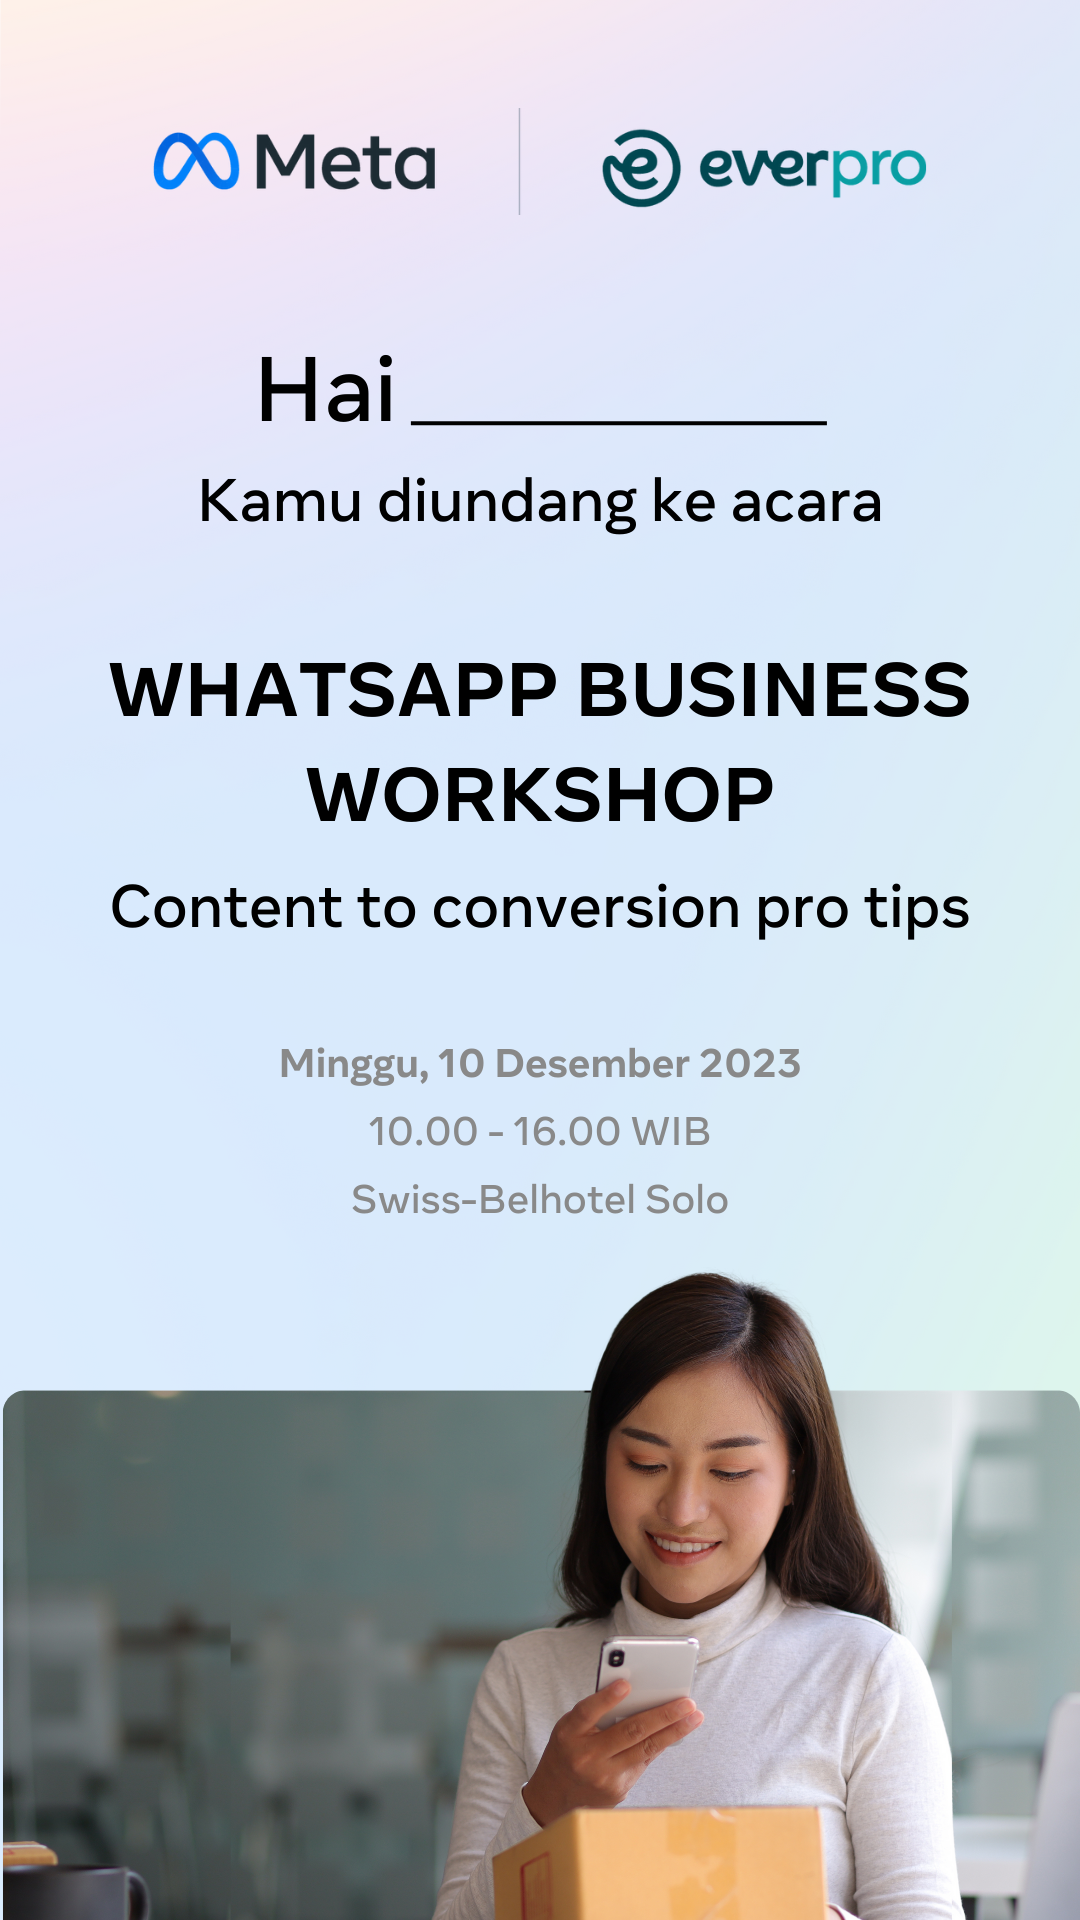 Meta
everpro
Hai __________
Kamu diundang ke acara
WHATSAPP BUSINESS
WORKSHOP
Content to conversion pro tips
Minggu, 10 Desember 2023
10.00 - 16.00 WIB
Swiss-Belhotel Solo